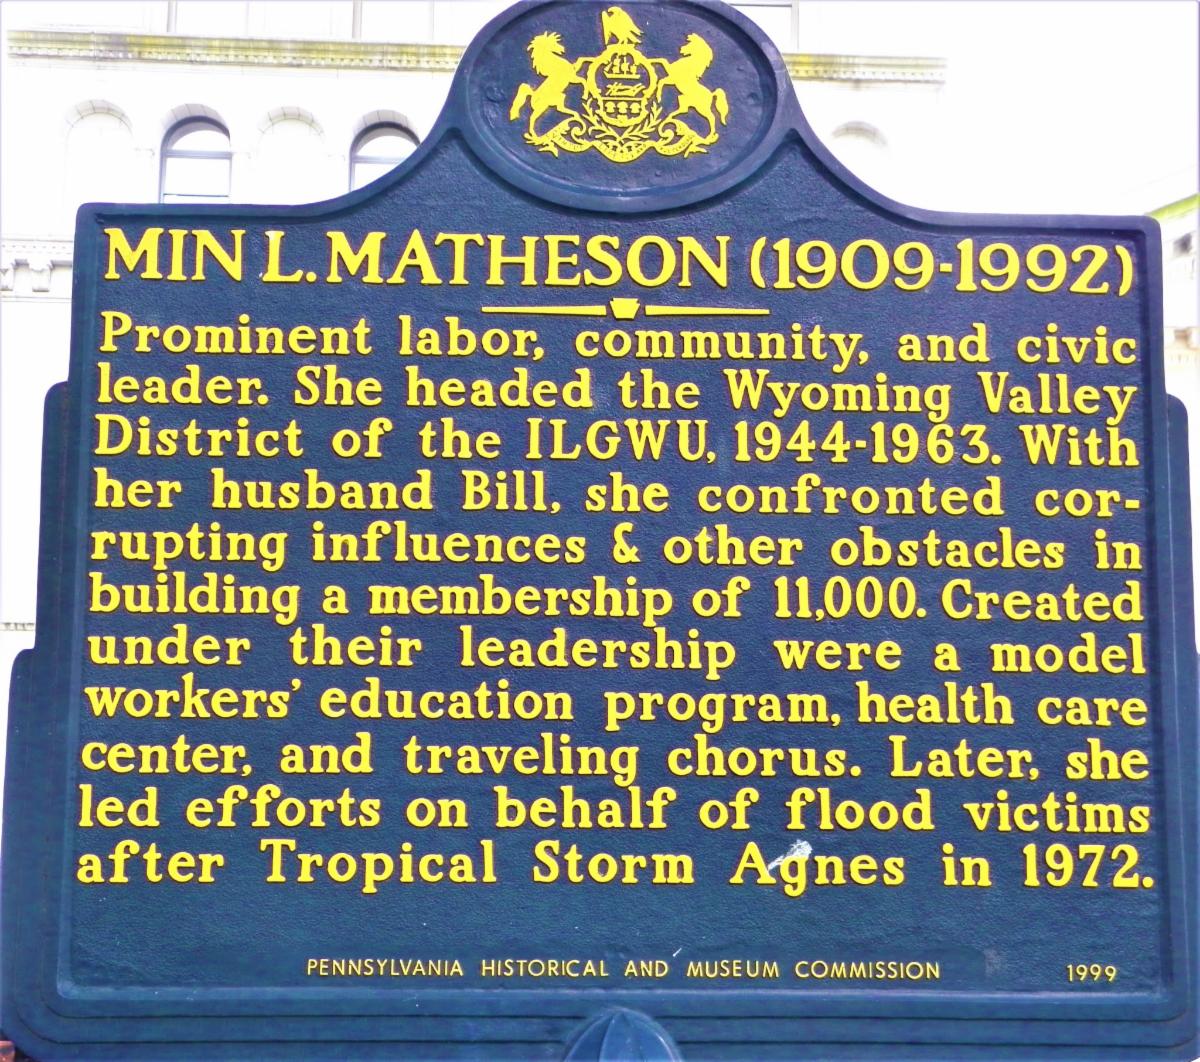 MIN L. MATHESON (1909-1992)
Prominent labor, community, and civic
leader. She headed the Wyoming Valley
District of the ILGWU, 1944-1963. With
her husband Bill, she confronted cor-
rupting influences & other obstacles in
building a membership of 11,000. Created
under their leadership were a model
workers' education program, health care
center, and traveling chorus. Later, she
led efforts on behalf of flood victims
after Tropical Storm Agnes in 1972.
PENNSYLVANIA HISTORICAL AND MUSEUM COMMISSION 1999